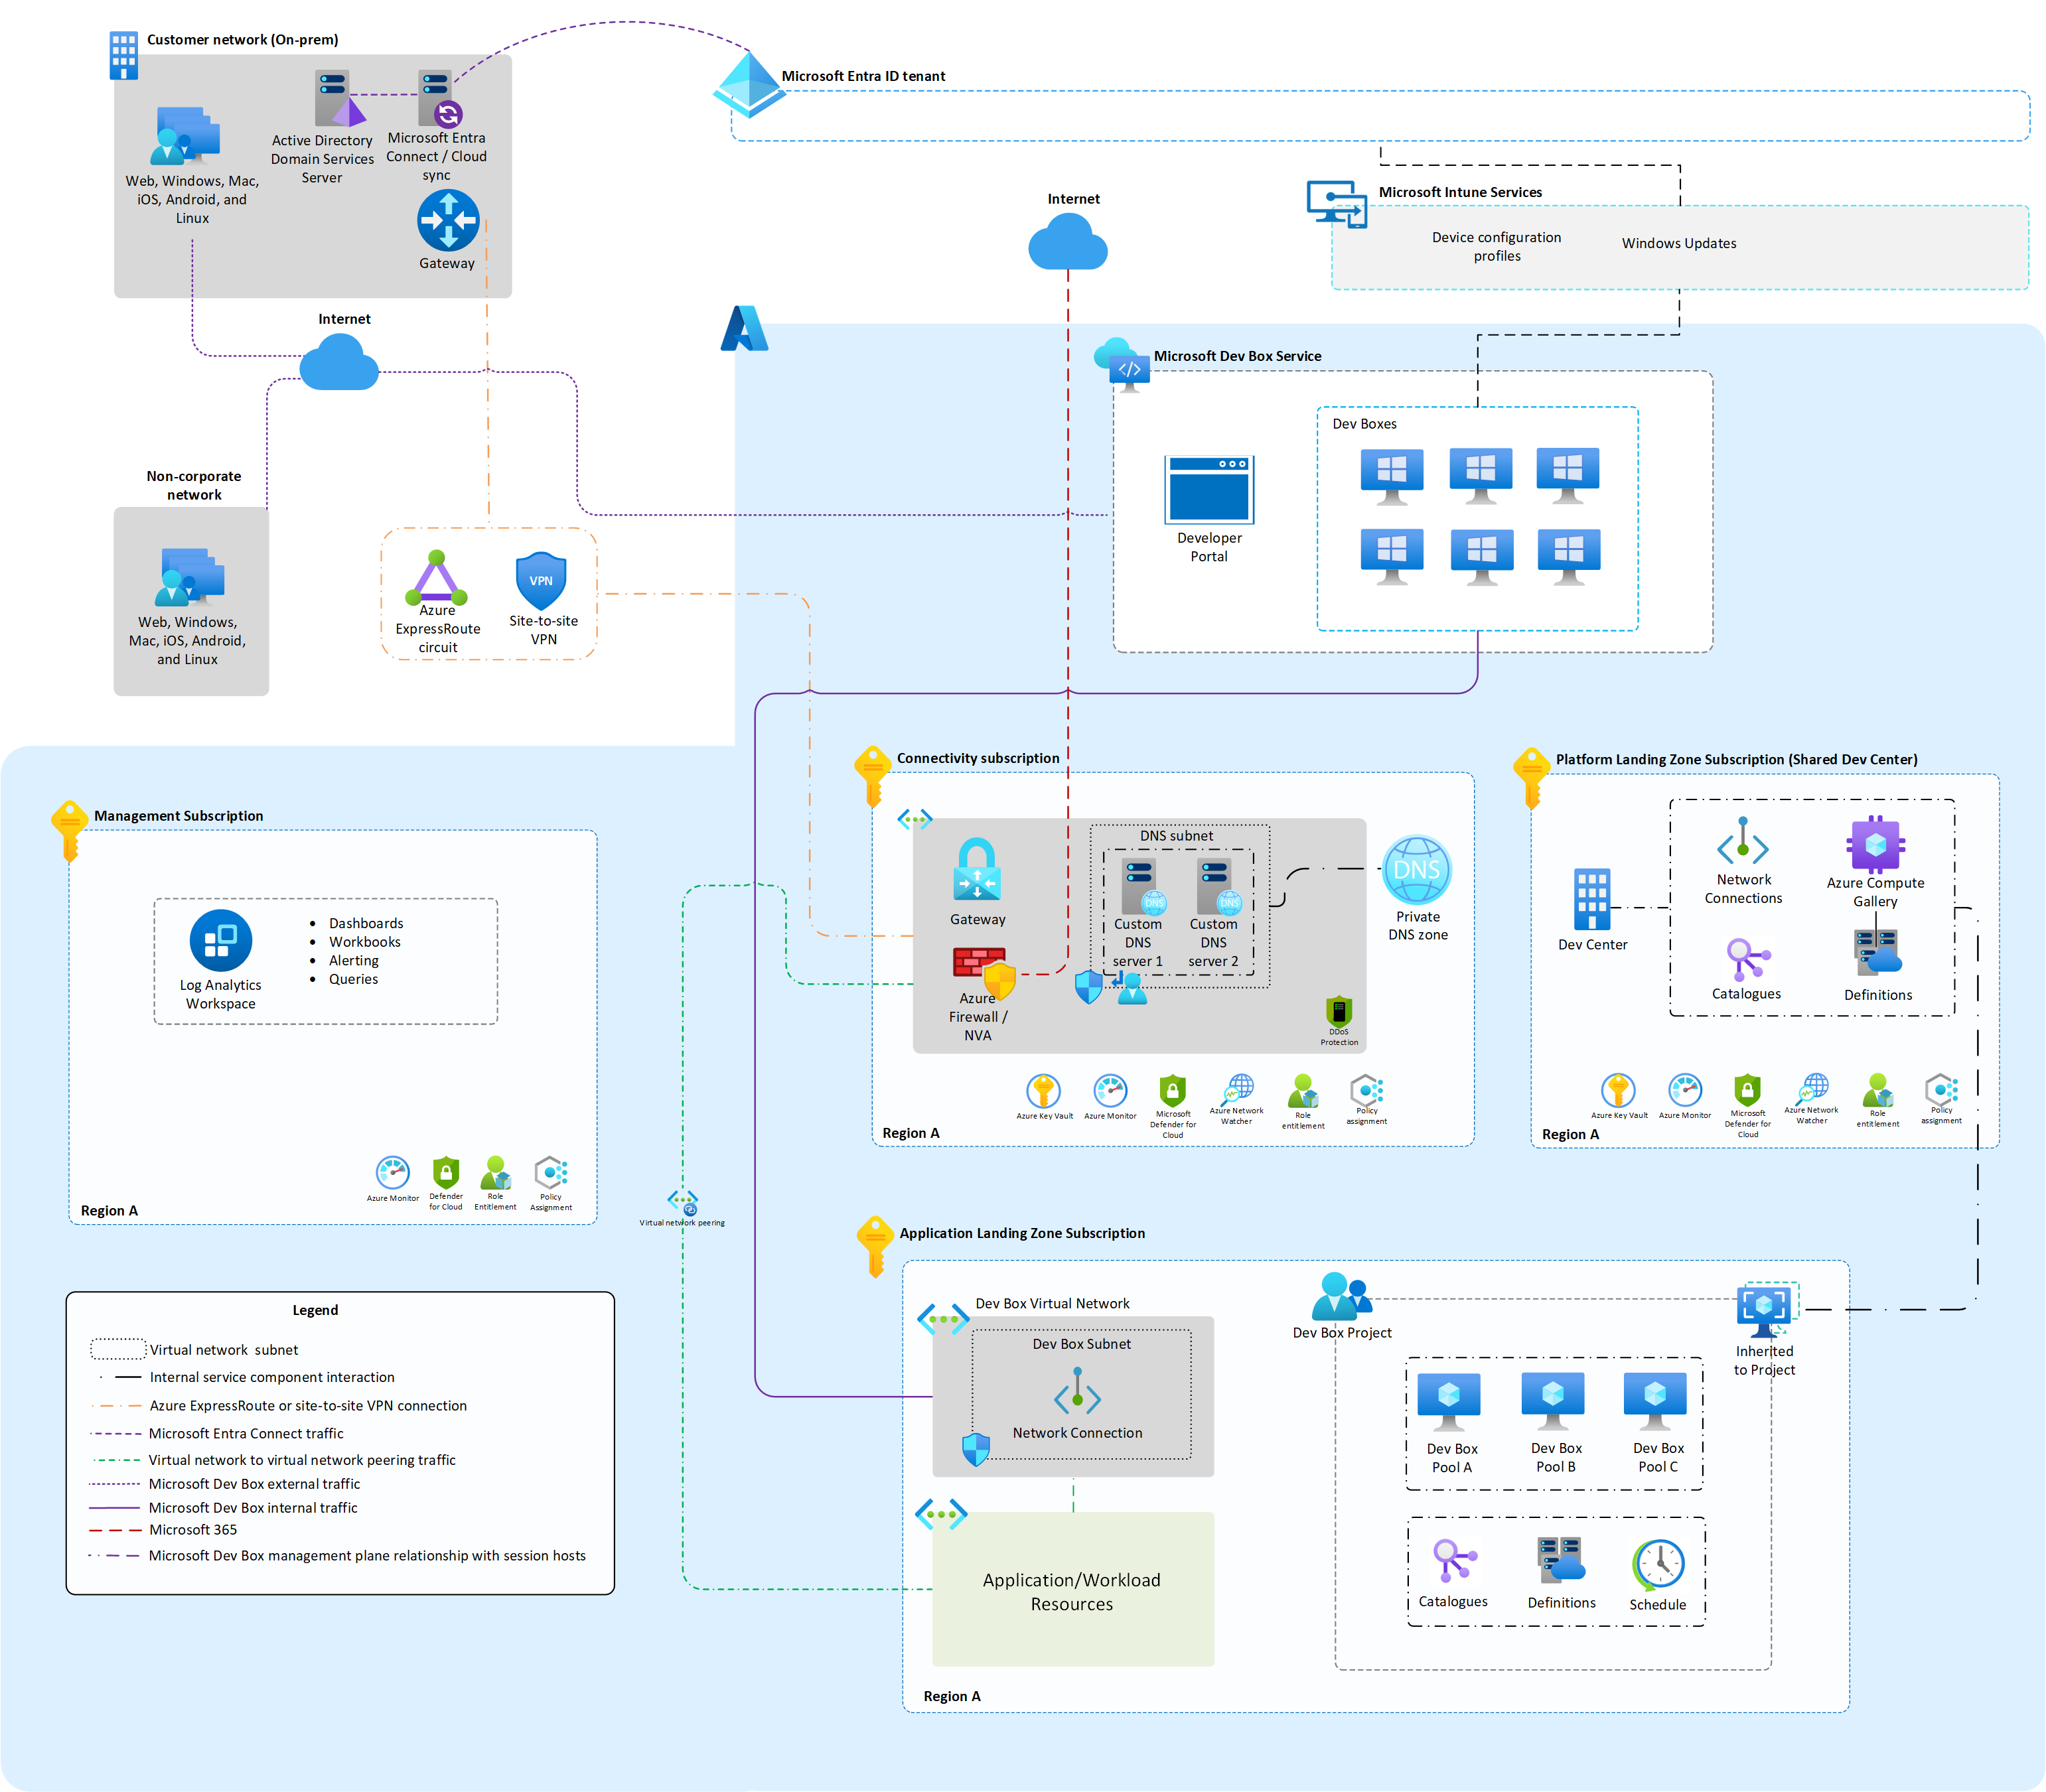 Customer network (On-prem)
Active Directory
Domain Services
Server
Microsoft Entra
Connect / Cloud
sync
Web, Windows, Mac,
iOS, Android, and
Linux
Gateway
Microsoft Entra ID tenant
Internet
Microsoft Intune Services
Device configuration
profiles
Windows Updates
Internet
Non-corporate
network
Web, Windows,
Mac, iOS, Android,
and Linux
Azure
ExpressRoute
circuit
VPN
Site-to-site
VPN
Microsoft Dev Box Service
Developer
Portal
Dev Boxes
Management Subscription
Log Analytics
Workspace
• Dashboards
• Workbooks
• Alerting
• Queries
Azure Monitor
Defender
for Cloud
Role
Entitlement
Policy
Assignment
Region A
Connectivity subscription
Gateway
Azure
Firewall /
NVA
DNS subnet
DNS
DNS
Custom
DNS
server 1
Custom
DNS
server 2
DDoS
Protection
DNS
Private
DNS zone
Azure Key Vault
Azure Monitor
Microsoft
Defender for
Cloud
Azure Network
Watcher
Role
entitlement
Policy
assignment
Region A
Platform Landing Zone Subscription (Shared Dev Center)
Dev Center
Network
Connections
Azure Compute
Gallery
Catalogues
Definitions
Azure Key Vault
Azure Monitor
Microsoft
Defender for
Cloud
Azure Network
Watcher
Role
entitlement
Policy
assignment
Region A
Virtual network peering
Application Landing Zone Subscription
Dev Box Virtual Network
Dev Box Subnet
Network Connection
Application/Workload
Resources
Region A
Dev Box Project
Inherited
to Project
Dev Box
Pool A
Dev Box
Pool B
Dev Box
Pool C
Catalogues
Definitions
Schedule
Legend
Virtual network subnet
Internal service component interaction
Azure ExpressRoute or site-to-site VPN connection
Microsoft Entra Connect traffic
Virtual network to virtual network peering traffic
Microsoft Dev Box external traffic
Microsoft Dev Box internal traffic
Microsoft 365
Microsoft Dev Box management plane relationship with session hosts